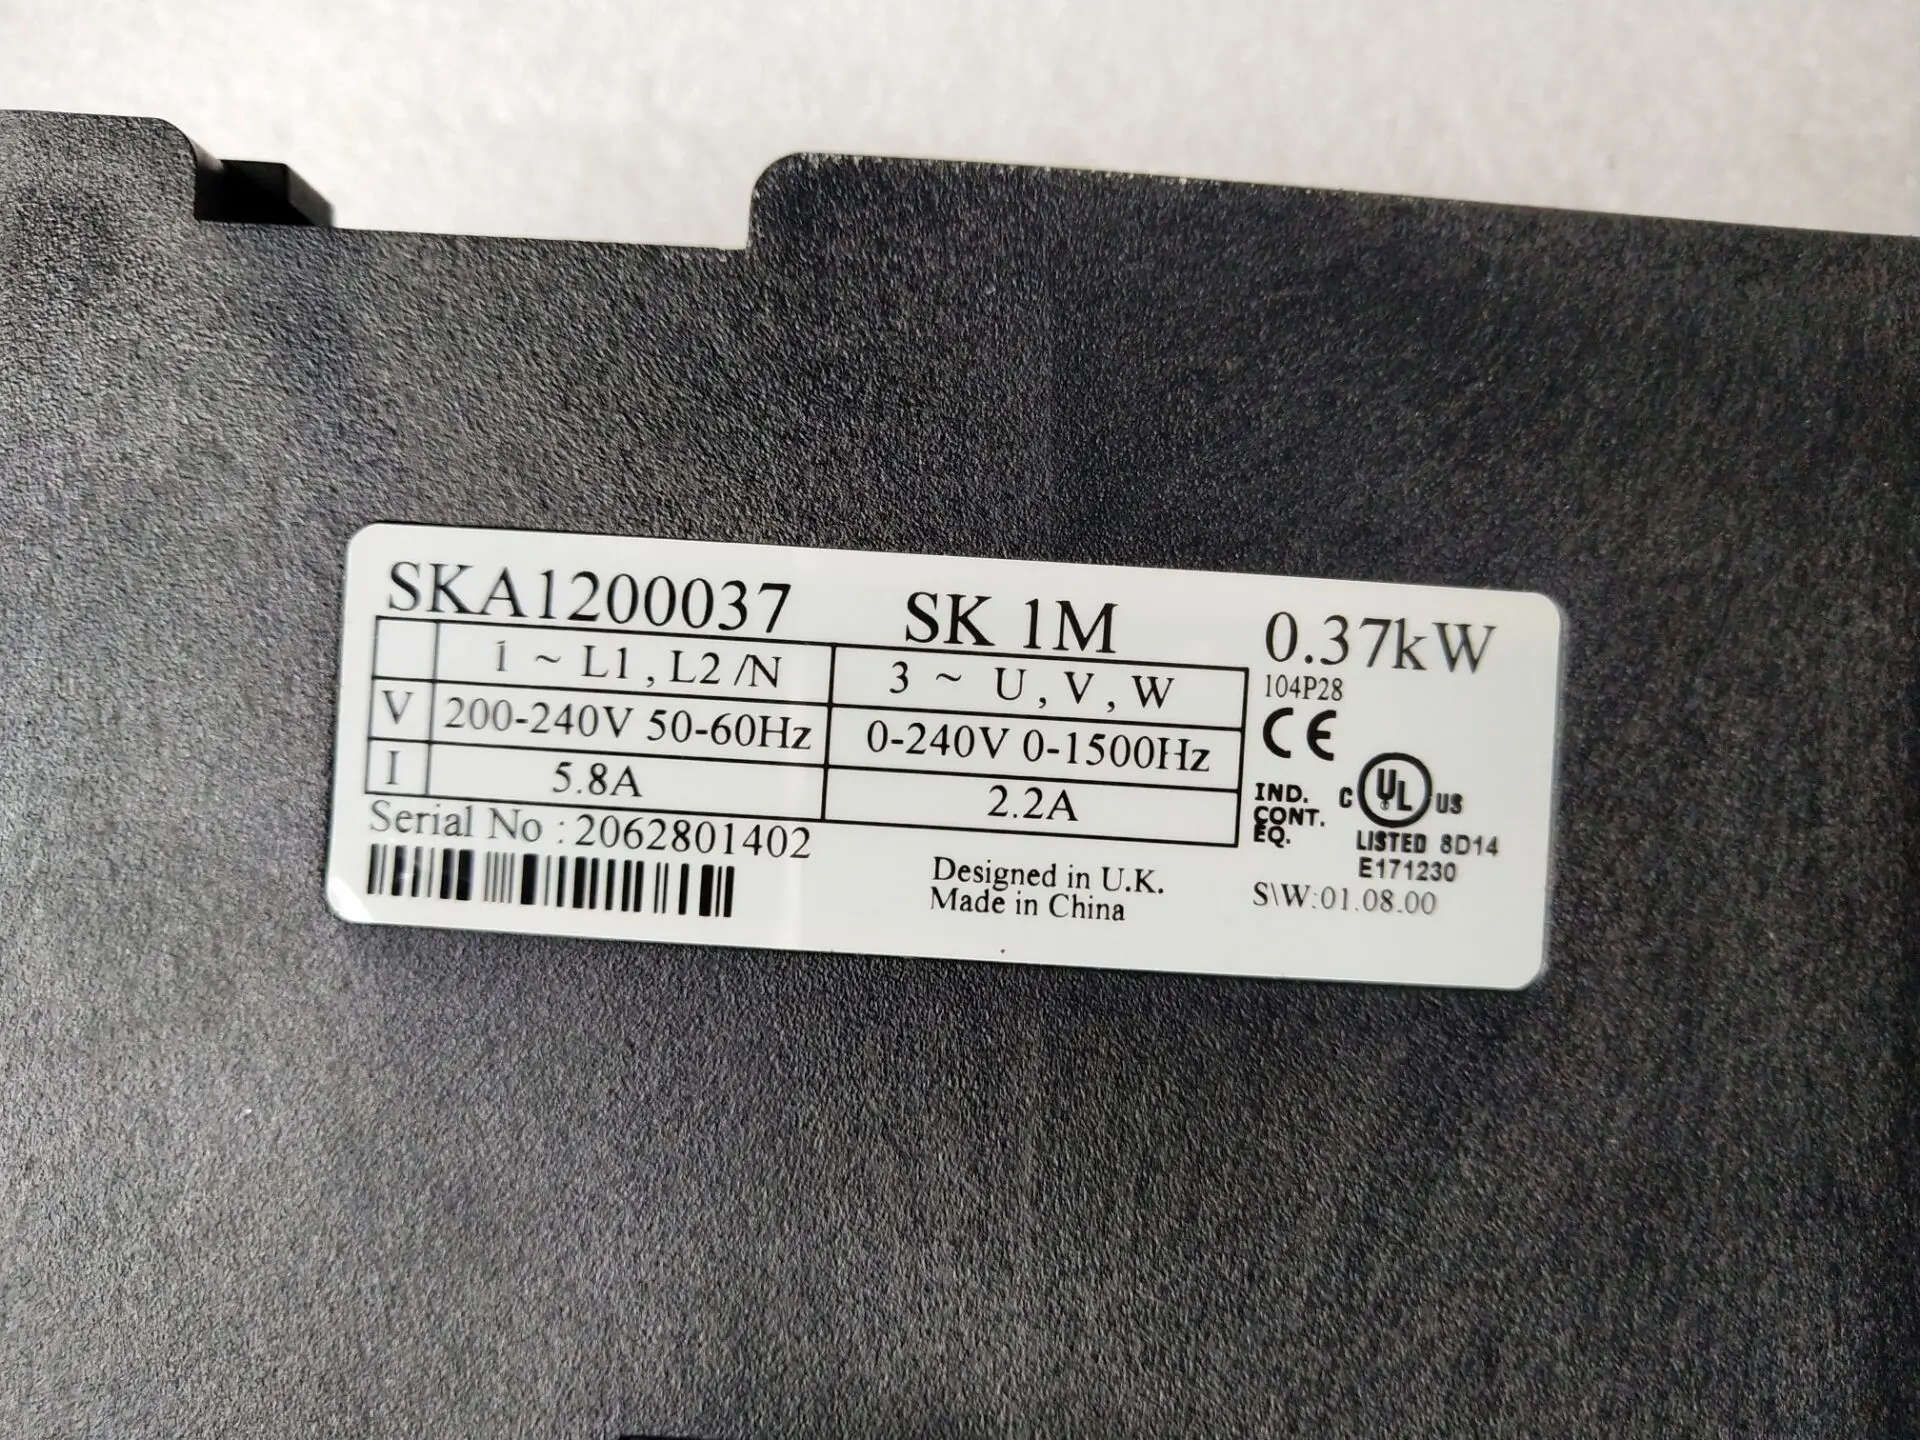 SKA1200037 SK 1M 0.37kW
1 ~ L1 , L2 /N 3 ~ U , V , W
104P28
V 200-240V 50-60Hz 0-240V 0-1500Hz
CE
I 5.8A 2.2A
IND.
CONT.
EQ.
C UL US
LISTED 8D14
E171230
Serial No : 2062801402
Designed in U.K.
Made in China
S\W:01.08.00